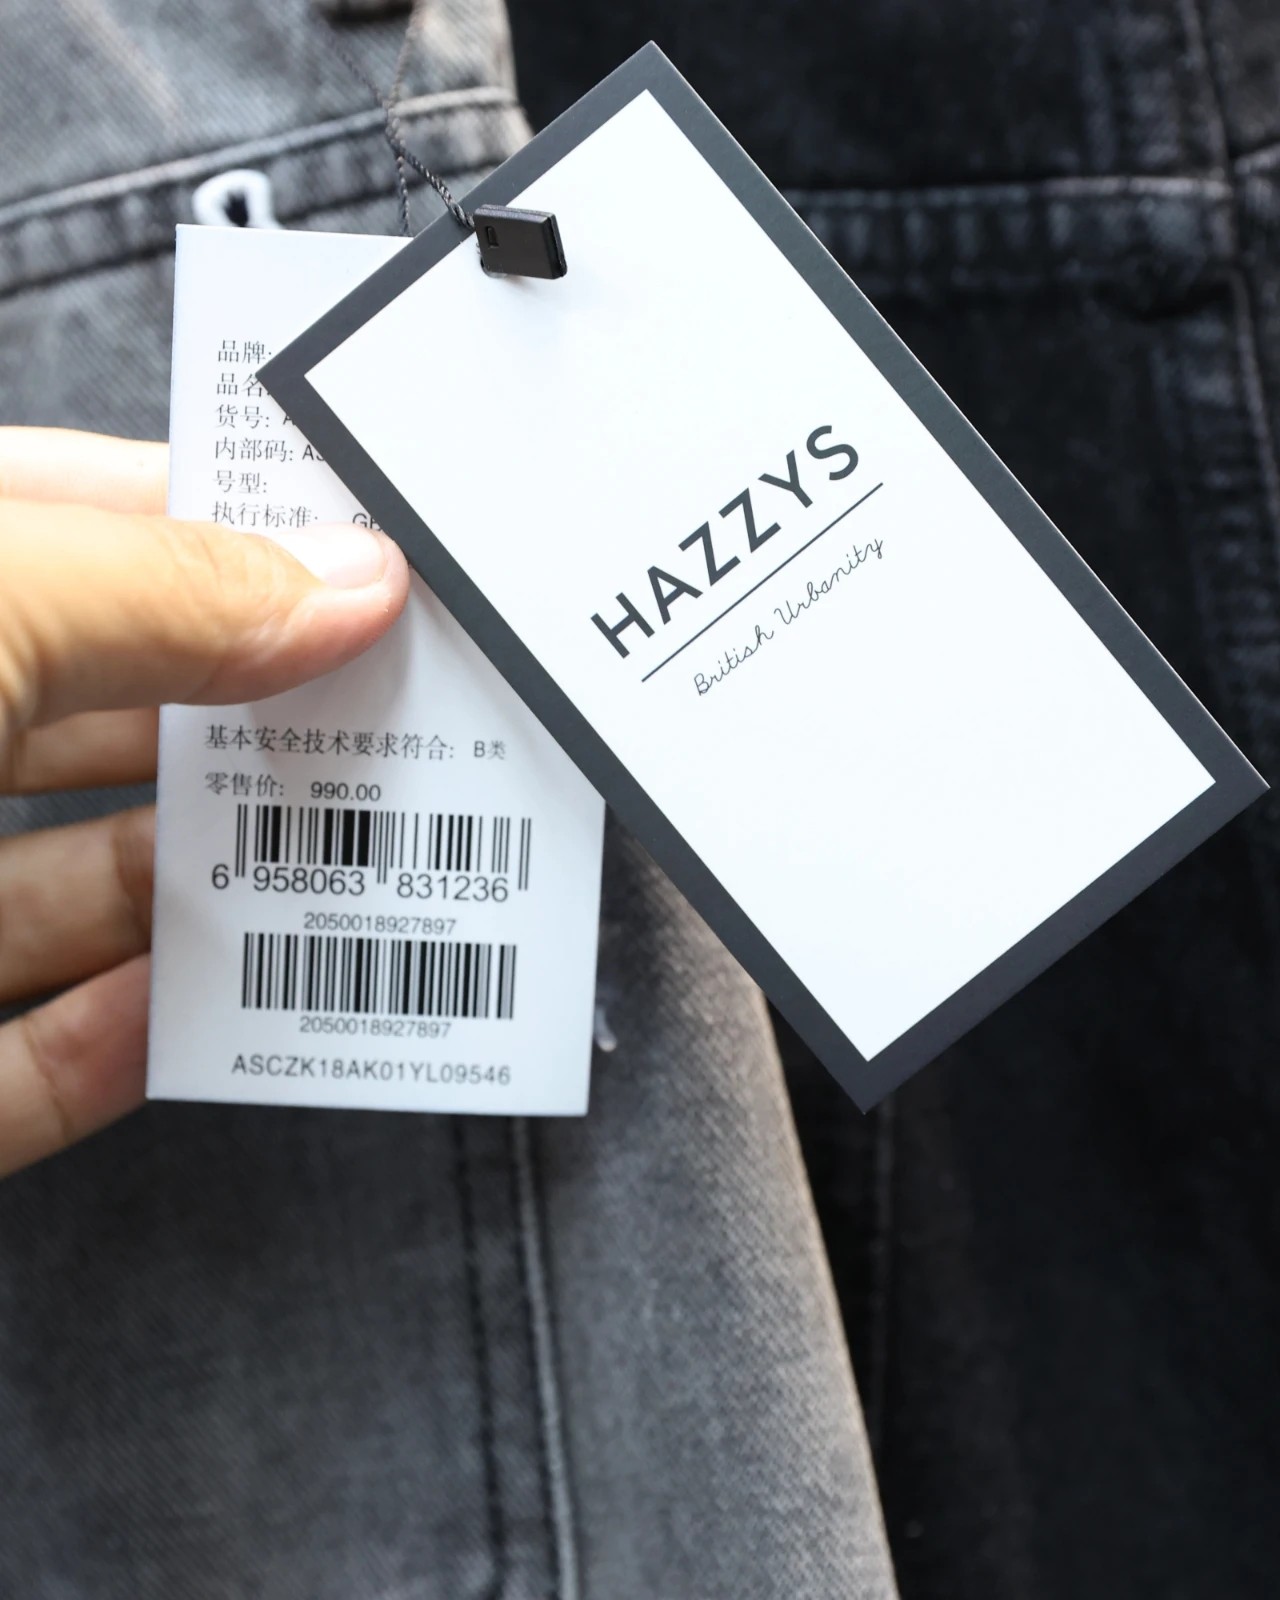 品牌:
品名:
货号: A
内部码: AS
号型:
执行标准: GB
基本安全技术要求符合: B类
零售价: 990.00
6 958063 831236
2050018927897
2050018927897
ASCZK18AK01YL09546
HAZZYS
British Urbanity